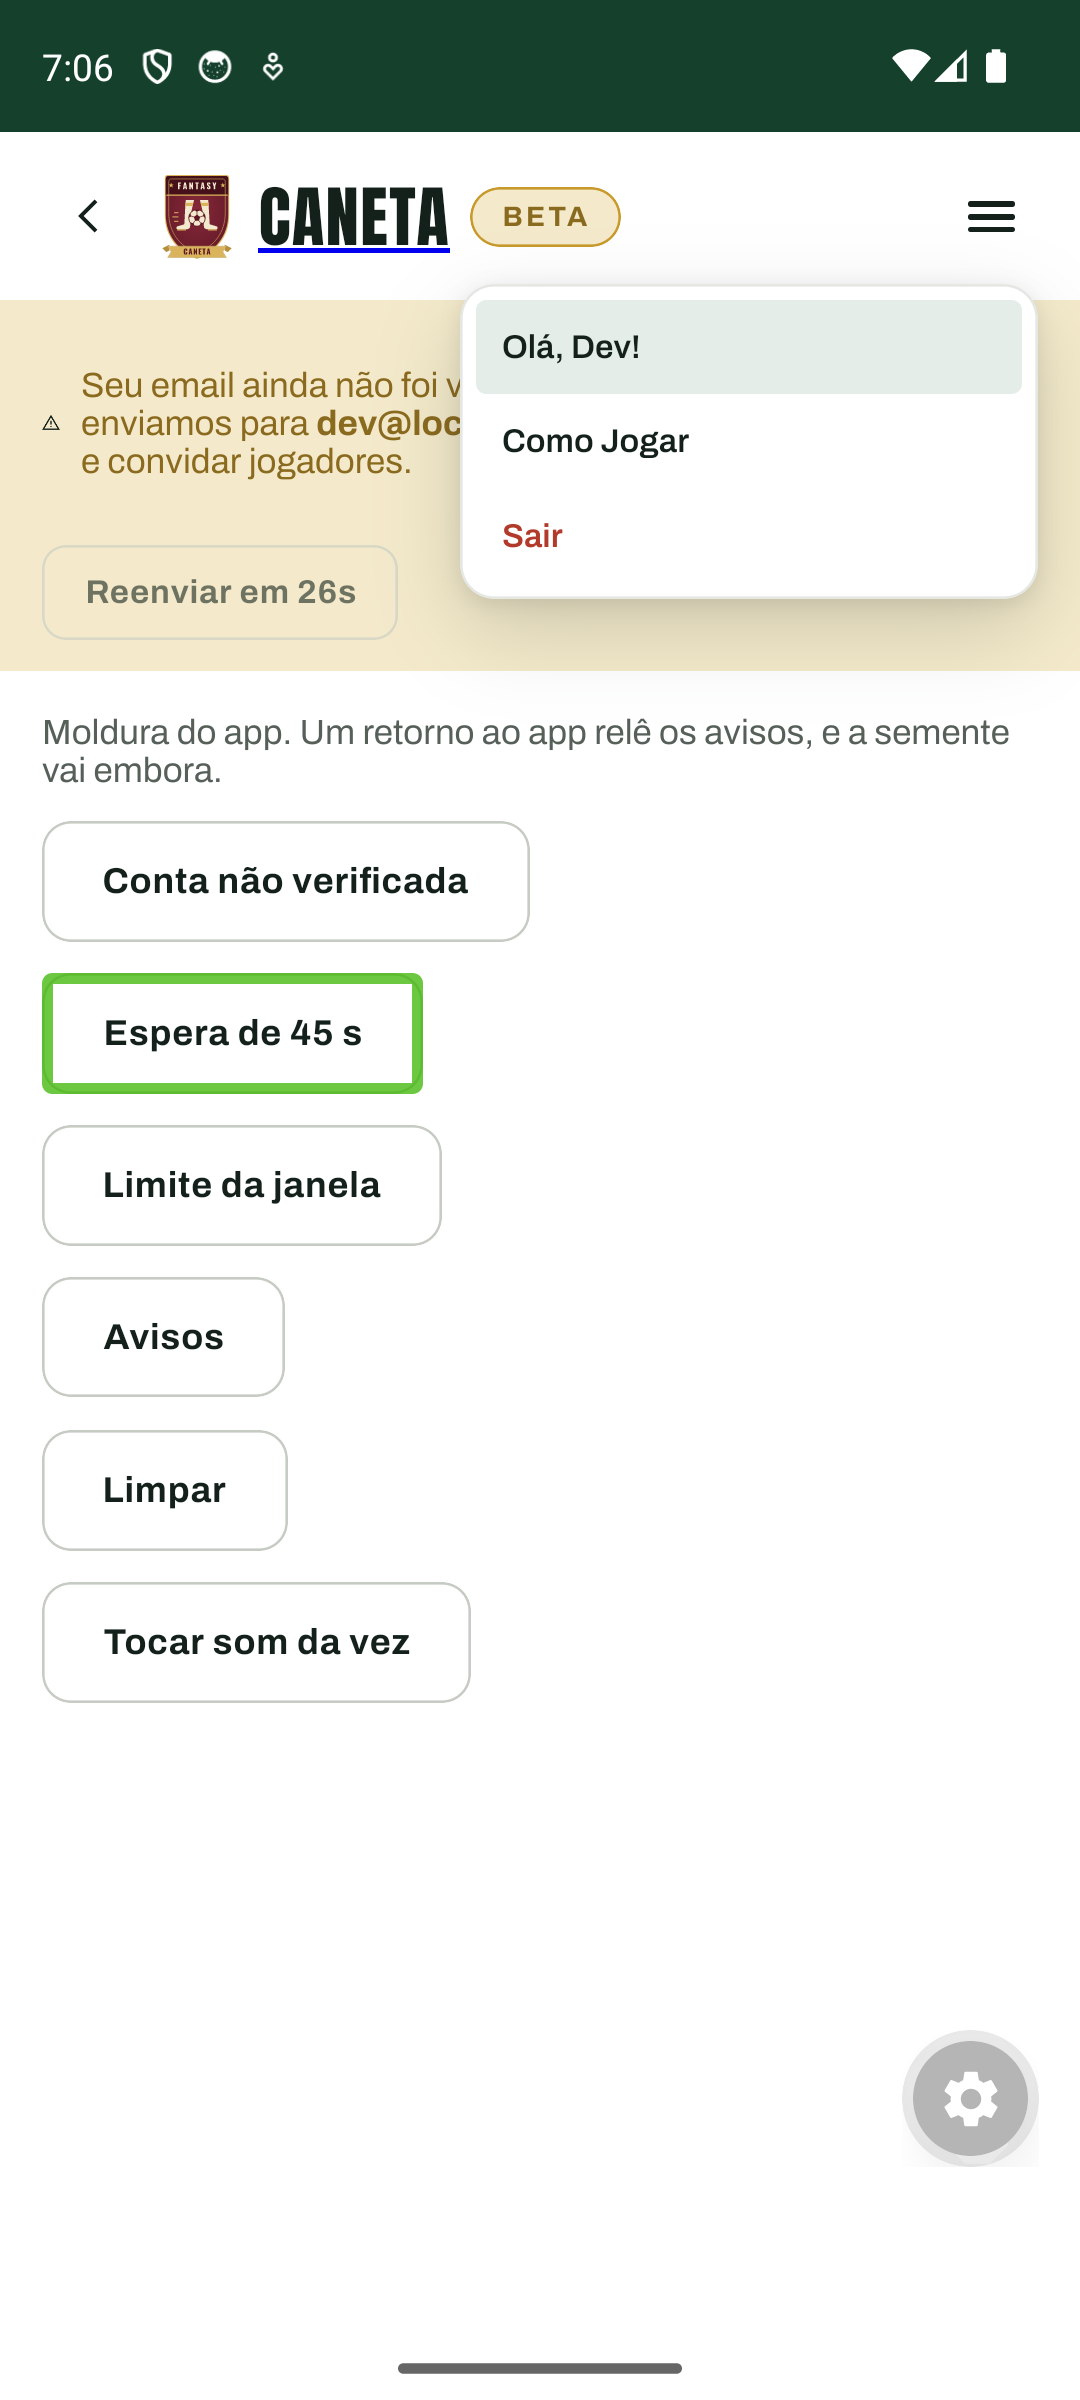 7:06
FANTASY
CANETA
CANETA
BETA
Olá, Dev!
Como Jogar
Sair
Seu email ainda não foi
enviamos para dev@loc
e convidar jogadores.
Reenviar em 26s
Moldura do app. Um retorno ao app relê os avisos, e a semente
vai embora.
Conta não verificada
Espera de 45 s
Limite da janela
Avisos
Limpar
Tocar som da vez